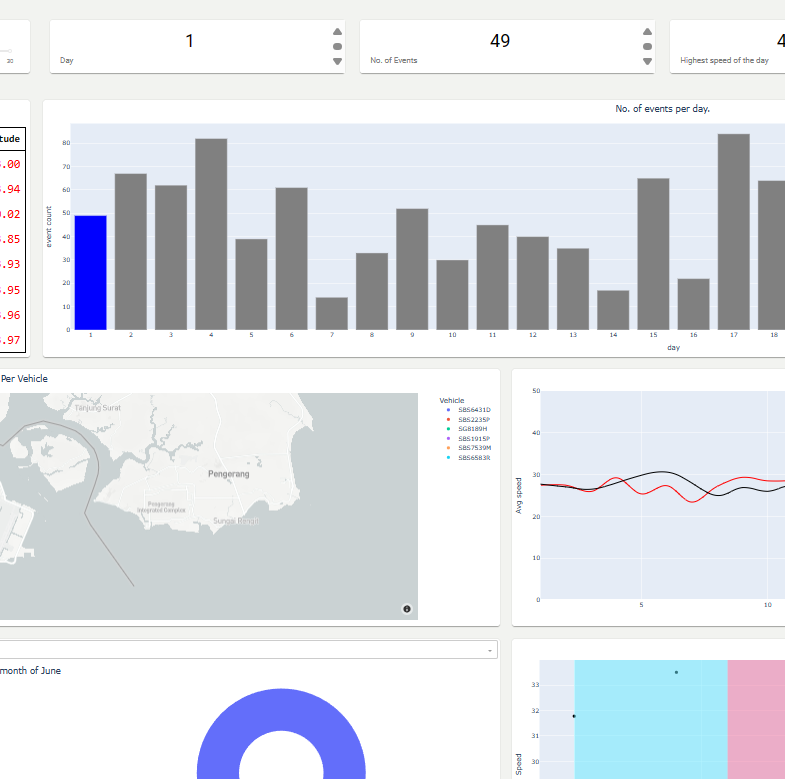 30
1
Day
49
No. of Events
4
Highest speed of the day
tude
.00
.94
.02
.85
.93
.95
.96
.97
No. of events per day.
event count
80
70
60
50
40
30
20
10
0
1 2 3 4 5 6 7 8 9 10 11 12 13 14 15 16 17 18
day
Per Vehicle
Tanjung Surat
Pengerang
Pengerang
Integrated Complex
Sungai Rengit
Vehicle
SBS6431D
SBS2235P
SG8189H
SBS1915P
SBS7539M
SBS6583R
Avg speed
50
40
30
20
10
0
5 10
month of June
Speed
33
32
31
30